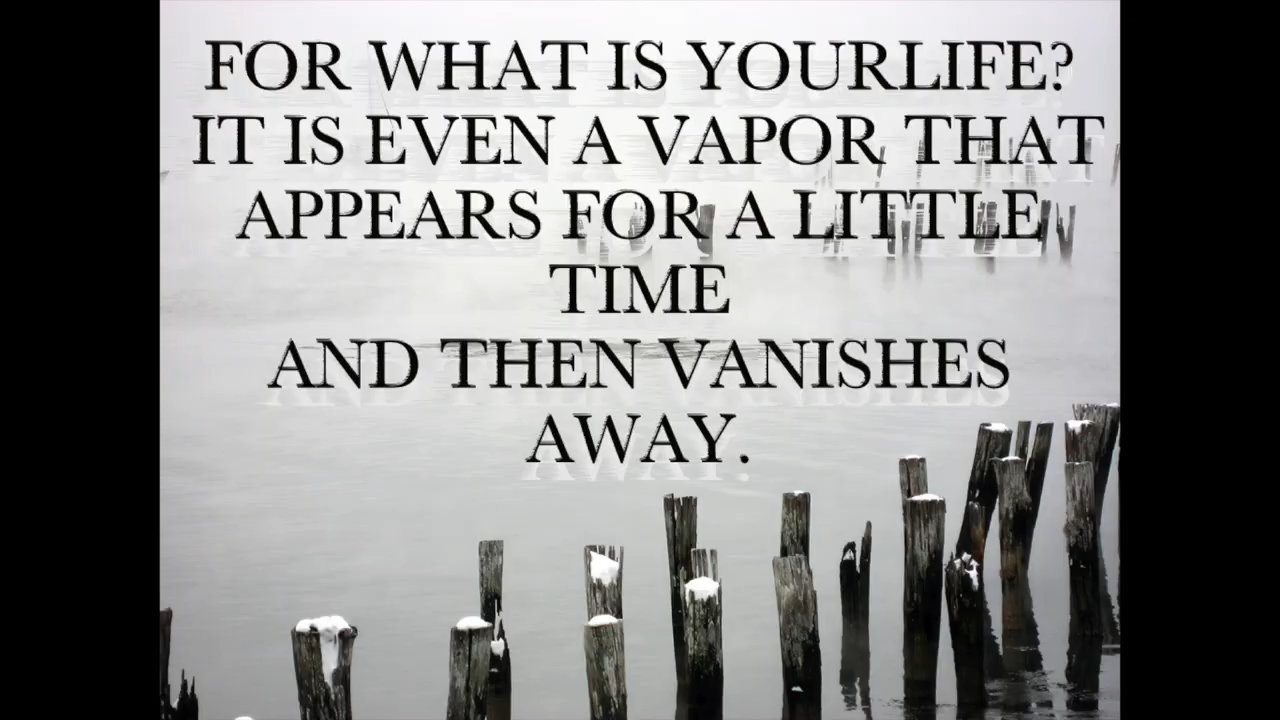 FOR WHAT IS YOURLIFE?
IT IS EVEN A VAPOR THAT
APPEARS FOR A LITTLE
TIME
AND THEN VANISHES
AWAY.